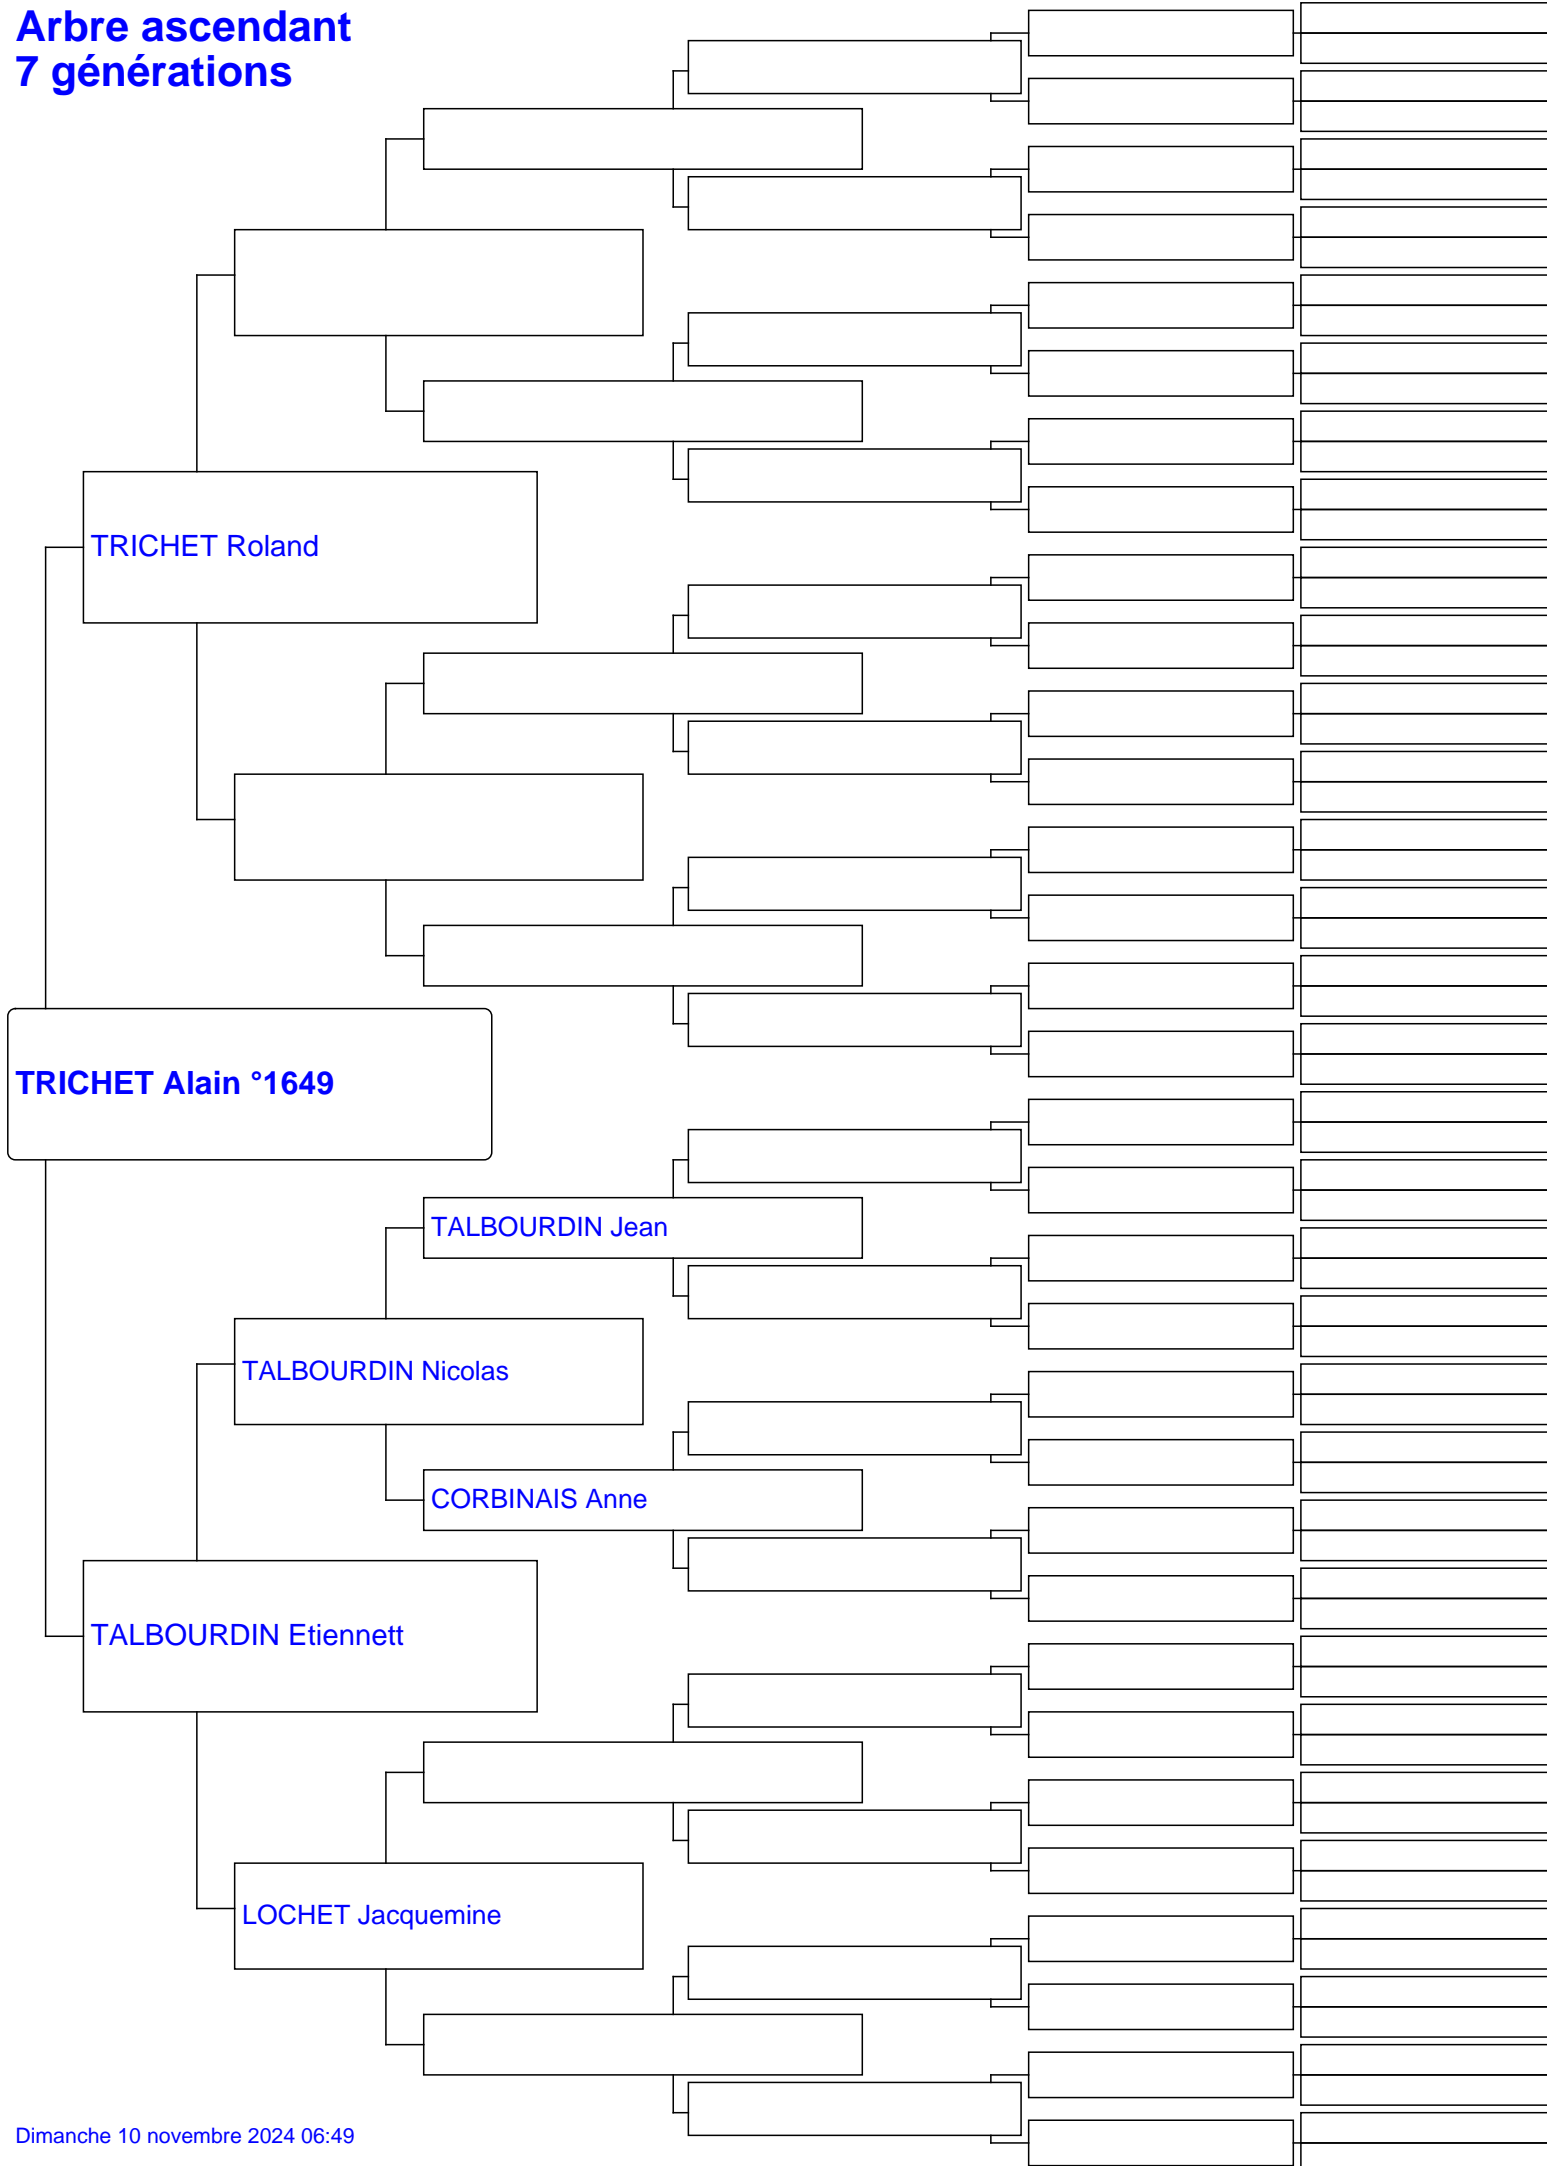 Arbre ascendant
7 générations
TRICHET Roland
TRICHET Alain °1649
TALBOURDIN Jean
TALBOURDIN Nicolas
CORBINAIS Anne
TALBOURDIN Etiennett
LOCHET Jacquemine
Dimanche 10 novembre 2024 06:49